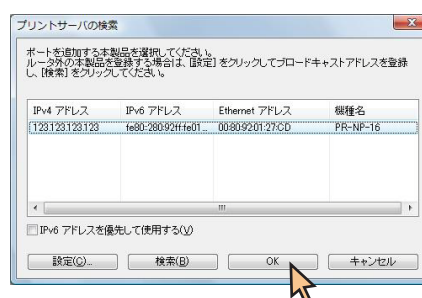 プリントサーバの検索
ポートを追加する本製品を選択してください。
ルータ外の本製品を登録する場合は、[設定] をクリックしてブロードキャストアドレスを登録
し、[検索] をクリックしてください。
IPv4 アドレス IPv6 アドレス Ethernet アドレス 機種名
123.123.123.123 fe80::280:92ff:fe01... 00:80:92:01:27:CD PR-NP-16
IPv6 アドレスを優先して使用する(V)
設定(C)... 検索(B) OK キャンセル